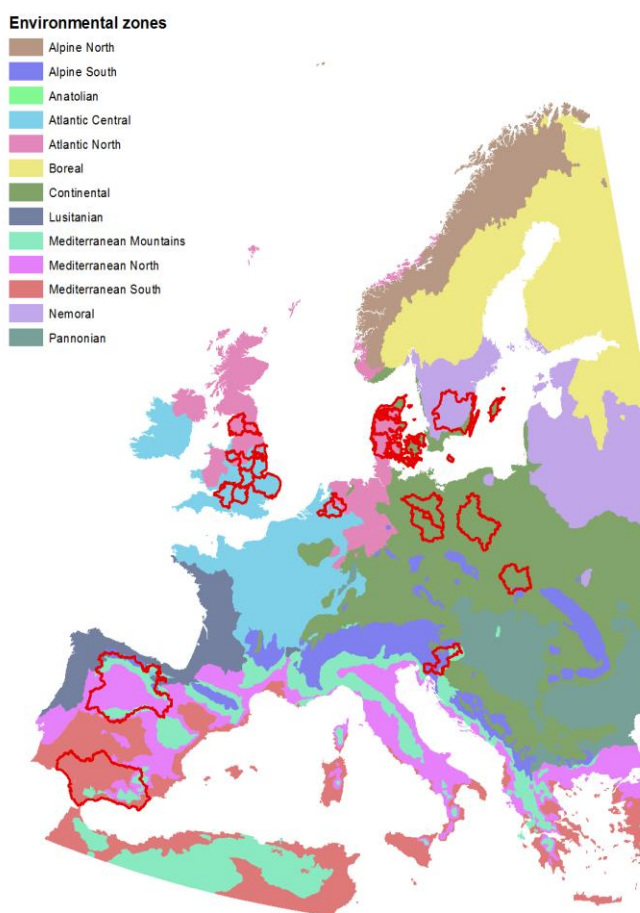 Environmental zones
Alpine North
Alpine South
Anatolian
Atlantic Central
Atlantic North
Boreal
Continental
Lusitanian
Mediterranean Mountains
Mediterranean North
Mediterranean South
Nemoral
Pannonian